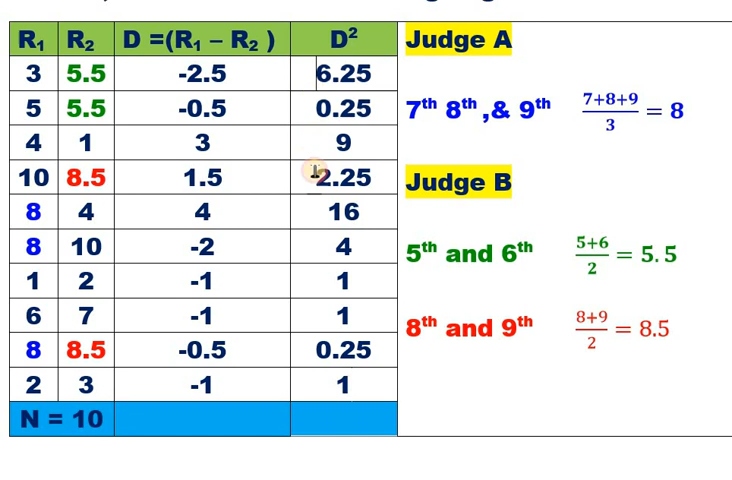 R₁ R₂ D =(R₁ – R₂ ) D²
3 5.5 -2.5 6.25
5 5.5 -0.5 0.25
4 1 3 9
10 8.5 1.5 2.25
8 4 4 16
8 10 -2 4
1 2 -1 1
6 7 -1 1
8 8.5 -0.5 0.25
2 3 -1 1
N = 10
Judge A
7th 8th ,& 9th 7+8+9/3 = 8
Judge B
5th and 6th 5+6/2 = 5.5
8th and 9th 8+9/2 = 8.5